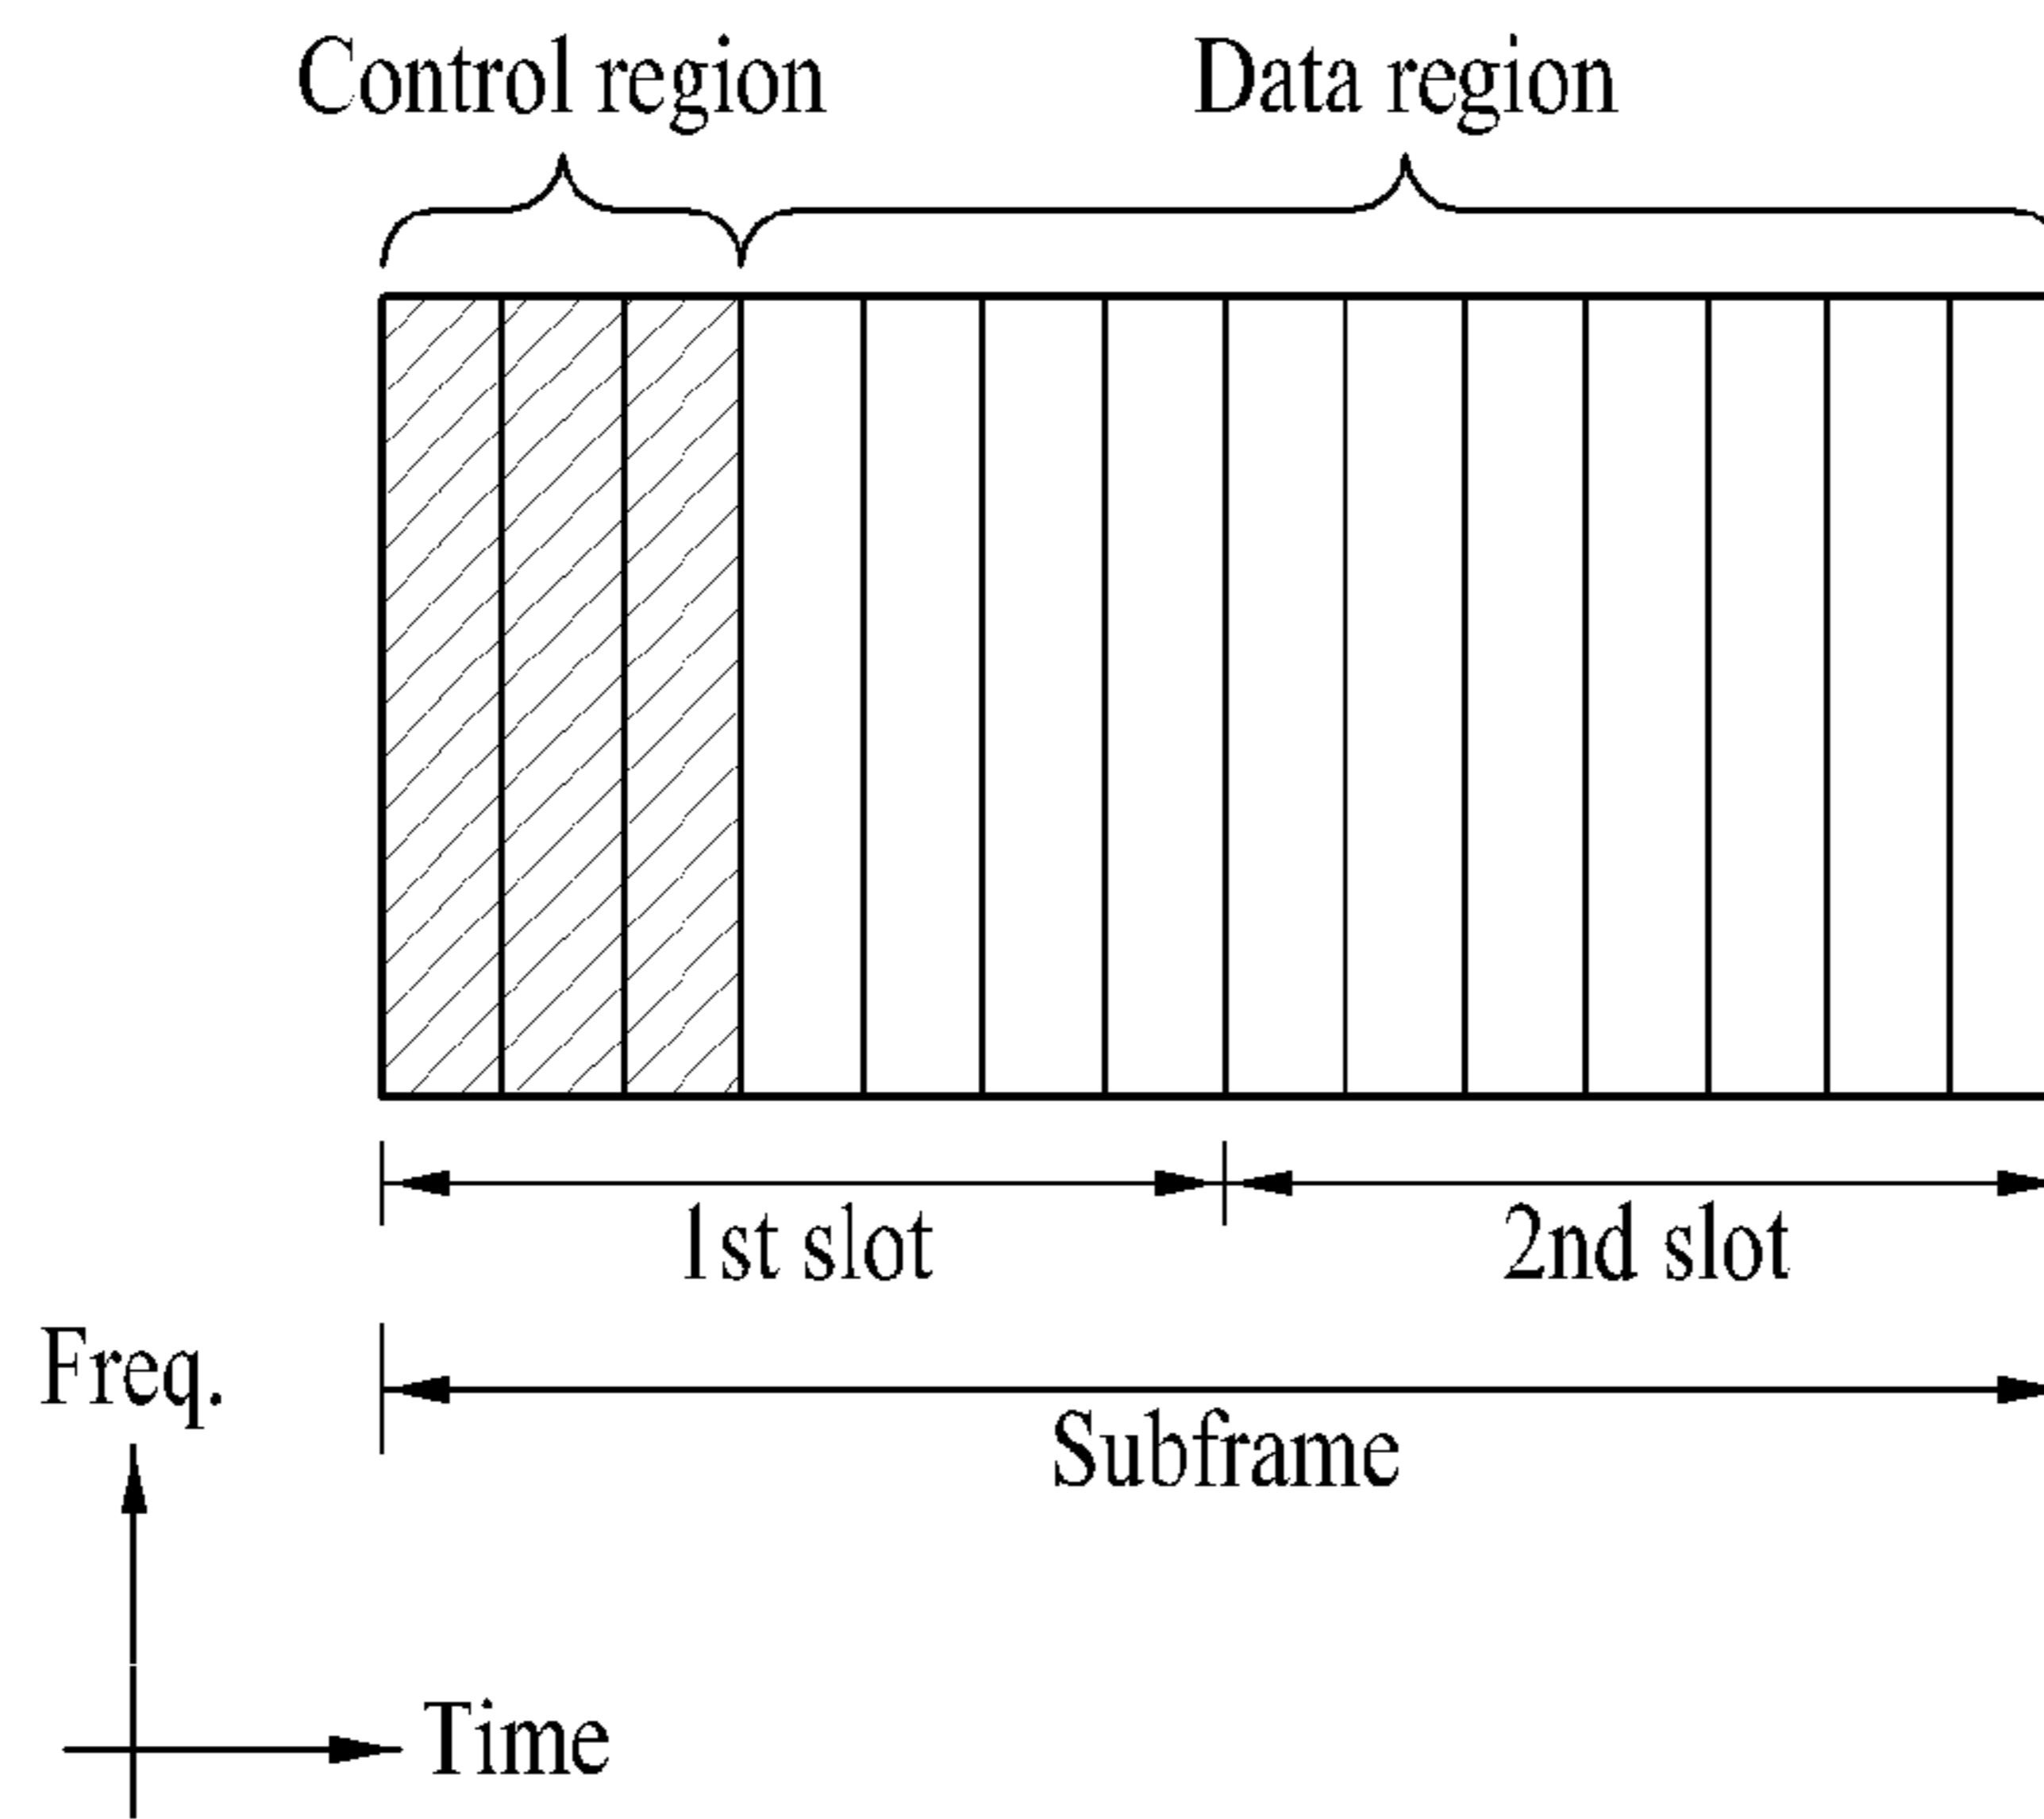 Control region
Data region
1st slot
2nd slot
Freq.
Subframe
Time